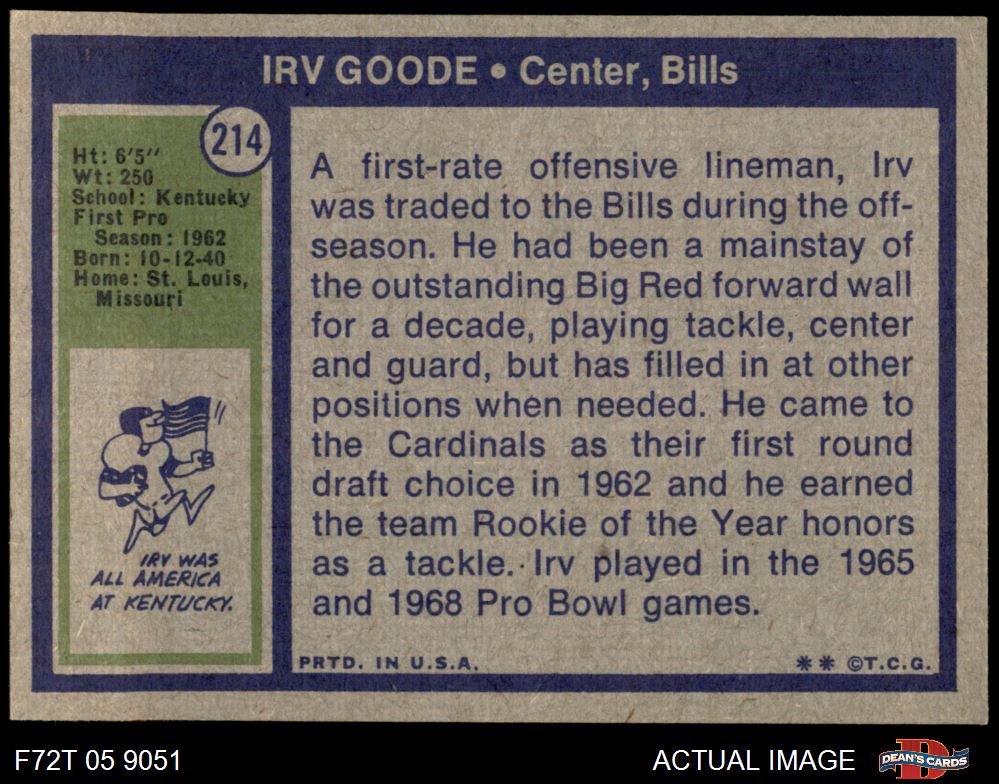 IRV GOODE • Center, Bills
214
Ht: 6'5''
Wt: 250
School: Kentucky
First Pro
Season: 1962
Born: 10-12-40
Home: St. Louis,
Missouri
IRV WAS
ALL AMERICA
AT KENTUCKY.
A first-rate offensive lineman, Irv
was traded to the Bills during the off-
season. He had been a mainstay of
the outstanding Big Red forward wall
for a decade, playing tackle, center
and guard, but has filled in at other
positions when needed. He came to
the Cardinals as their first round
draft choice in 1962 and he earned
the team Rookie of the Year honors
as a tackle. Irv played in the 1965
and 1968 Pro Bowl games.
PRTD. IN U.S.A.
** ©T.C.G.
F72T 05 9051
ACTUAL IMAGE
D
DEAN'S CARDS